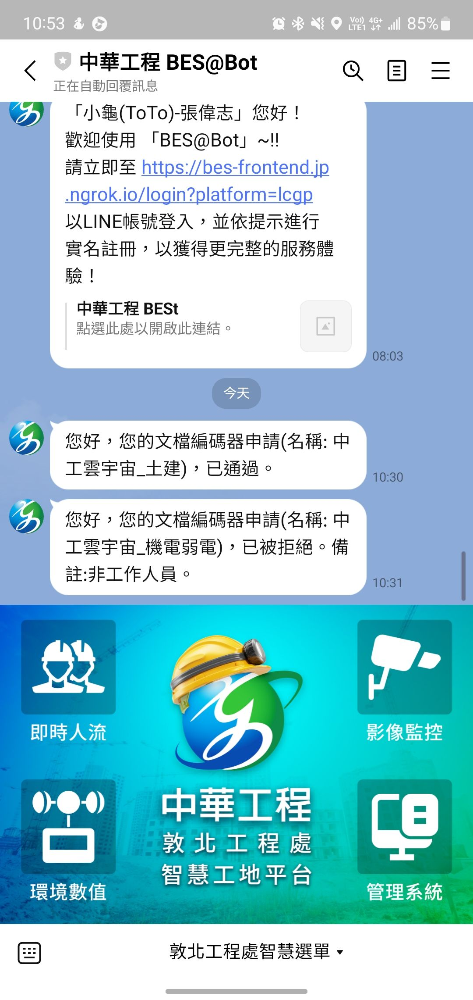 10:53
Vo)) LTE1
4G+
85%
中華工程 BES@Bot
正在自動回覆訊息
「小龜(ToTo)-張偉志」您好！
歡迎使用 「BES@Bot」~!!
請立即至 https://bes-frontend.jp
.ngrok.io/login?platform=lcgp
以LINE帳號登入，並依提示進行
實名註冊，以獲得更完整的服務體
驗！
中華工程 BESt
點選此處以開啟此連結。
08:03
今天
您好，您的文檔編碼器申請(名稱: 中
工雲宇宙_土建)，已通過。
10:30
您好，您的文檔編碼器申請(名稱: 中
工雲宇宙_機電弱電)，已被拒絕。備
註:非工作人員。
10:31
即時人流
影像監控
中華工程
敦北工程處
智慧工地平台
環境數值
管理系統
敦北工程處智慧選單